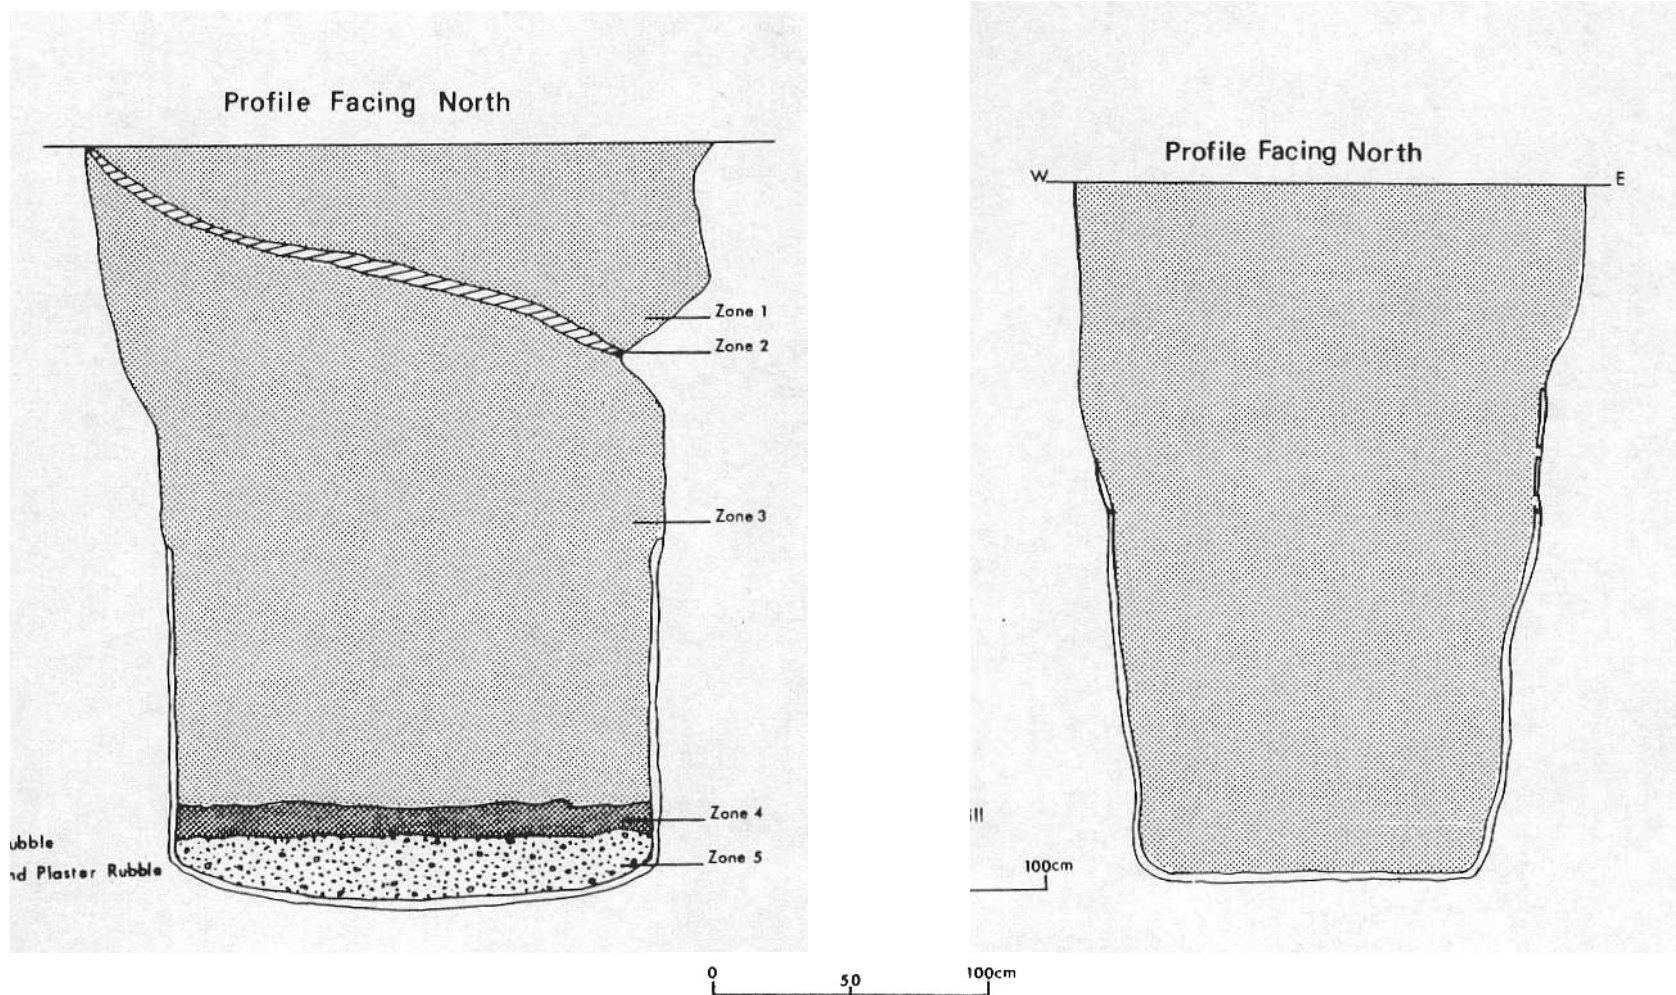 Profile Facing North
Zone 1
Zone 2
Zone 3
Zone 4
ubble
Zone 5
nd Plaster Rubble
Profile Facing North
W E
ill
100cm
0 50 100cm